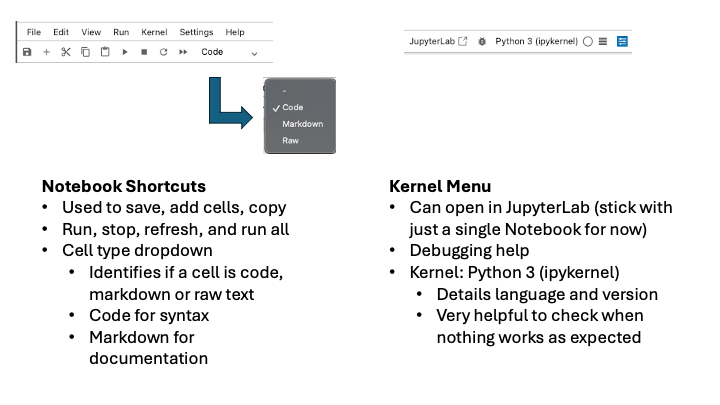 File Edit View Run Kernel Settings Help
Code
JupyterLab Python 3 (ipykernel)
-
Code
Markdown
Raw
Notebook Shortcuts
• Used to save, add cells, copy
• Run, stop, refresh, and run all
• Cell type dropdown
• Identifies if a cell is code,
markdown or raw text
• Code for syntax
• Markdown for
documentation
Kernel Menu
• Can open in JupyterLab (stick with
just a single Notebook for now)
• Debugging help
• Kernel: Python 3 (ipykernel)
• Details language and version
• Very helpful to check when
nothing works as expected